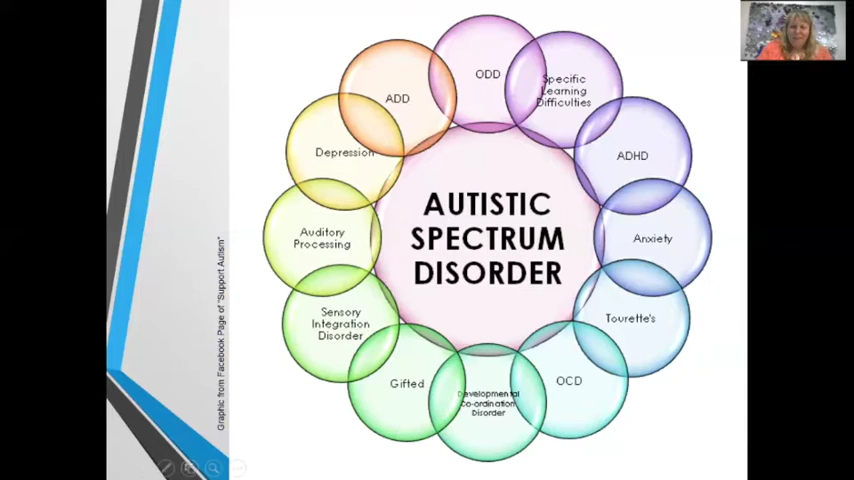 ODD
Specific
Learning
Difficulties
ADHD
Anxiety
Tourette's
OCD
Developmental
Co-ordination
Disorder
Gifted
Sensory
Integration
Disorder
Auditory
Processing
Depression
ADD
AUTISTIC
SPECTRUM
DISORDER
Graphic from Facebook Page of "Support Autism"